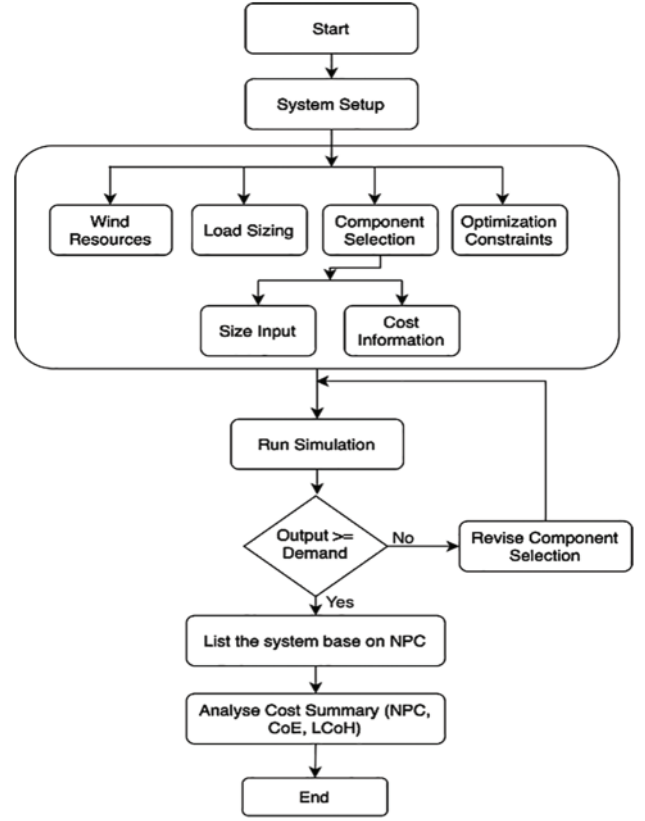 Start
System Setup
Wind
Resources
Load Sizing
Component
Selection
Optimization
Constraints
Size Input
Cost
Information
Run Simulation
Output >=
Demand
No
Revise Component
Selection
Yes
List the system base on NPC
Analyse Cost Summary (NPC,
CoE, LCoH)
End